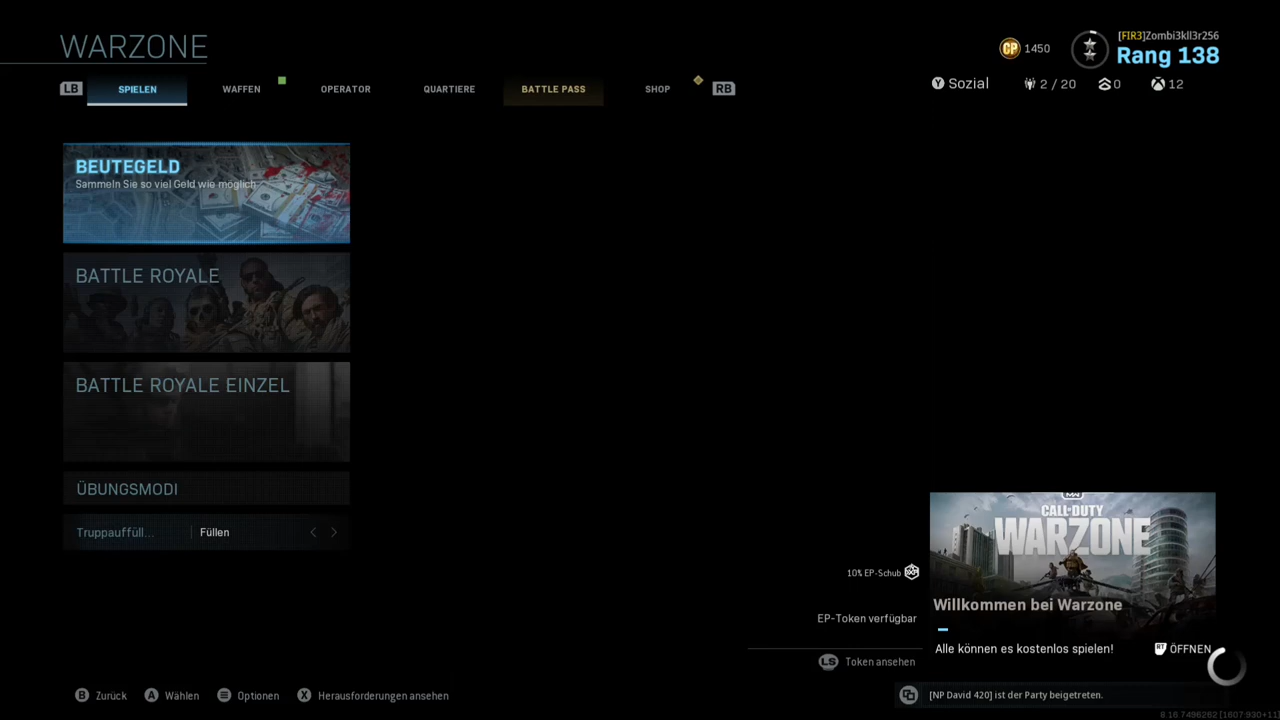 WARZONE
CP 1450
[FIR3]Zombi3kll3r256
Rang 138
LB SPIELEN WAFFEN OPERATOR QUARTIERE BATTLE PASS SHOP RB
Y Sozial 2 / 20 0 12
BEUTEGELD
Sammeln Sie so viel Geld wie möglich
BATTLE ROYALE
BATTLE ROYALE EINZEL
ÜBUNGSMODI
Truppauffüll... Füllen
CALL OF DUTY
WARZONE
10% EP-Schub
Willkommen bei Warzone
EP-Token verfügbar
Alle können es kostenlos spielen! RT ÖFFNEN
LS Token ansehen
B Zurück A Wählen Optionen X Herausforderungen ansehen
[NP David 420] ist der Party beigetreten.